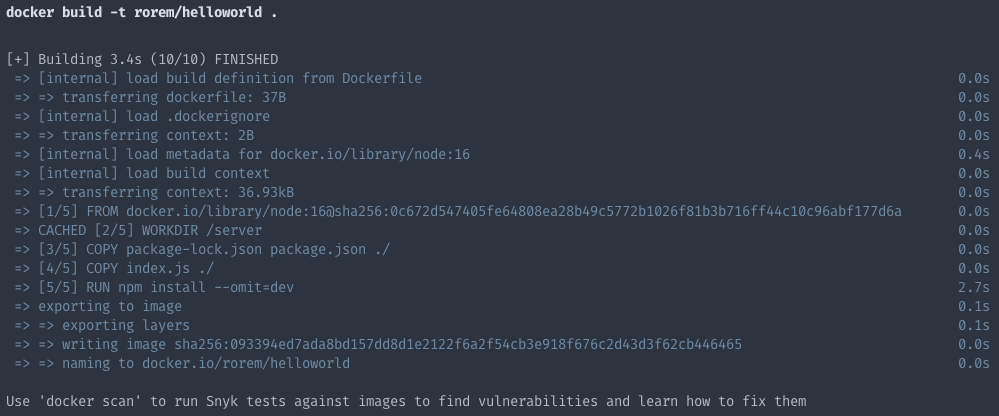 docker build -t rorem/helloworld .
[+] Building 3.4s (10/10) FINISHED
=> [internal] load build definition from Dockerfile 0.0s
=> => transferring dockerfile: 37B 0.0s
=> [internal] load .dockerignore 0.0s
=> => transferring context: 2B 0.0s
=> [internal] load metadata for docker.io/library/node:16 0.4s
=> [internal] load build context 0.0s
=> => transferring context: 36.93kB 0.0s
=> [1/5] FROM docker.io/library/node:16@sha256:0c672d547405fe64808ea28b49c5772b1026f81b3b716ff44c10c96abf177d6a 0.0s
=> CACHED [2/5] WORKDIR /server 0.0s
=> [3/5] COPY package-lock.json package.json ./ 0.0s
=> [4/5] COPY index.js ./ 0.0s
=> [5/5] RUN npm install --omit=dev 2.7s
=> exporting to image 0.1s
=> => exporting layers 0.1s
=> => writing image sha256:093394ed7ada8bd157dd8d1e2122f6a2f54cb3e918f676c2d43d3f62cb446465 0.0s
=> => naming to docker.io/rorem/helloworld 0.0s
Use 'docker scan' to run Snyk tests against images to find vulnerabilities and learn how to fix them